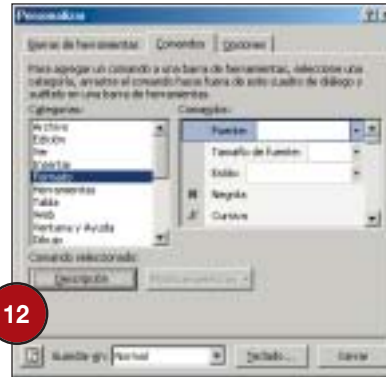 Personalizar
Barras de herramientas Comandos Opciones
Para agregar un comando a una barra de herramientas, seleccione una
categoría, arrastre el comando hacia fuera de este cuadro de diálogo y
suéltelo en una barra de herramientas.
Categorías: Comandos:
Archivo
Edición
Ver
Insertar
Formato
Herramientas
Tabla
Web
Ventana y Ayuda
Dibujo
Fuente:
Tamaño de fuente:
Estilo:
N Negrita
Cursiva
Comando seleccionado:
Descripción
12
Guardar en: Normal Teclado... Cerrar